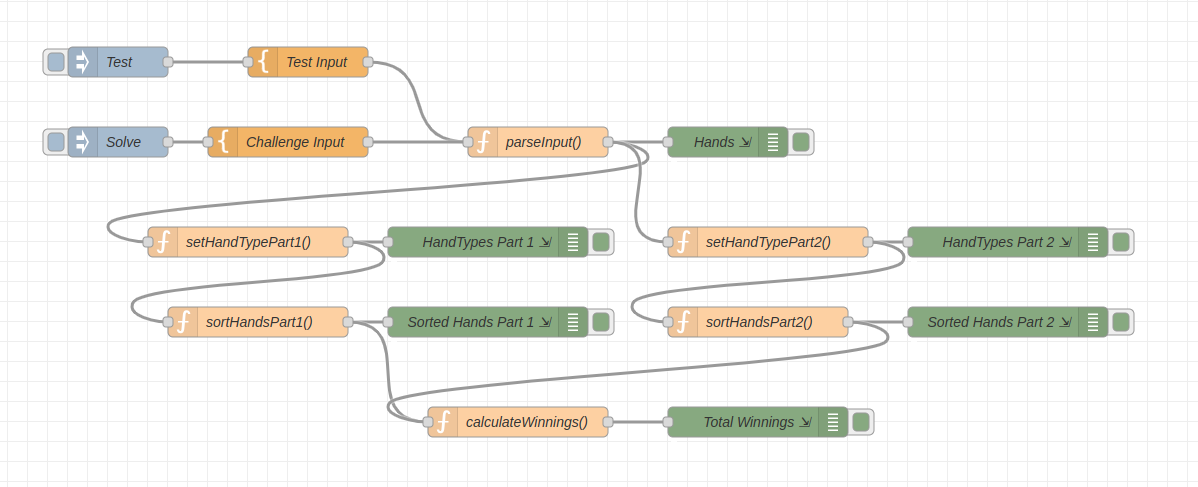 Test
Test Input
Solve
Challenge Input
parseInput()
Hands
setHandTypePart1()
HandTypes Part 1
setHandTypePart2()
HandTypes Part 2
sortHandsPart1()
Sorted Hands Part 1
sortHandsPart2()
Sorted Hands Part 2
calculateWinnings()
Total Winnings